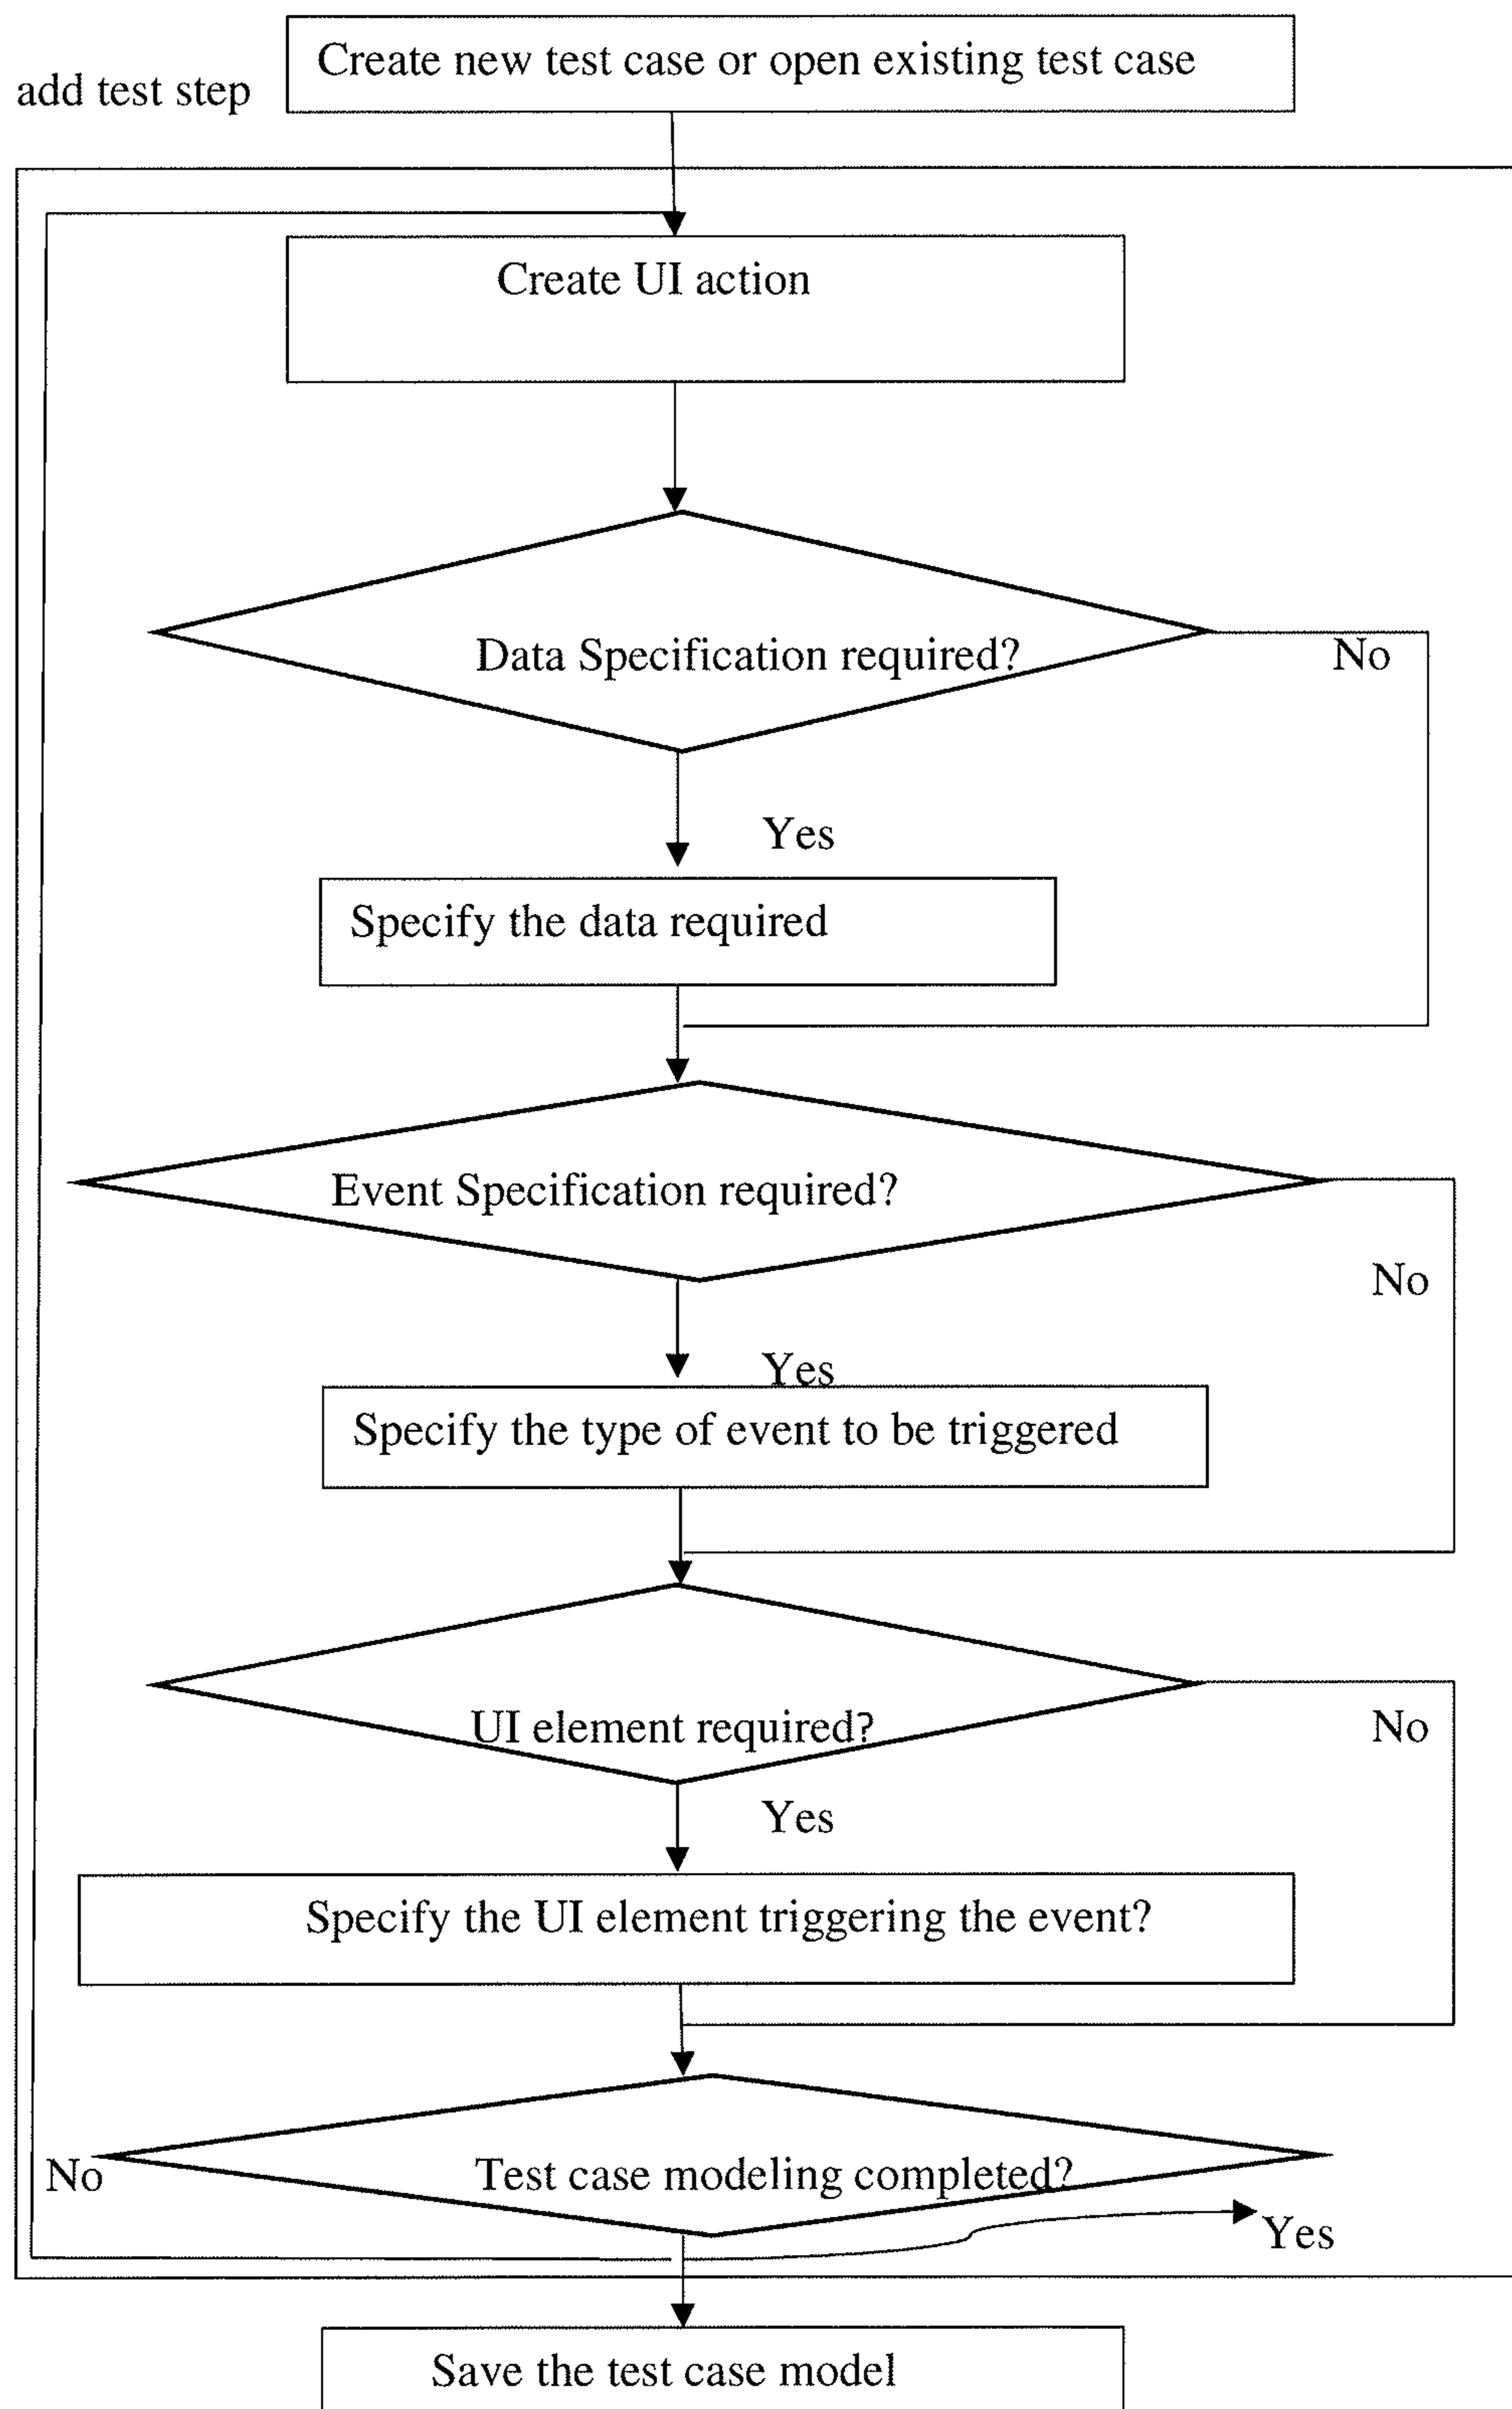 Create new test case or open existing test case
add test step
Create UI action
Data Specification required?
No
Yes
Specify the data required
Event Specification required?
No
Yes
Specify the type of event to be triggered
UI element required?
No
Yes
Specify the UI element triggering the event?
No
Test case modeling completed?
Yes
Save the test case model